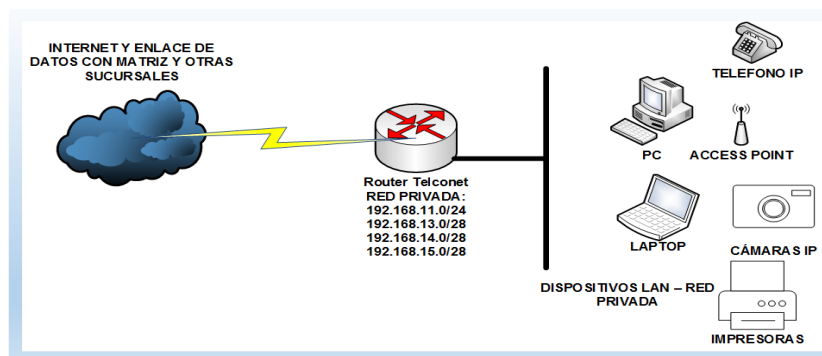 INTERNET Y ENLACE DE
DATOS CON MATRIZ Y OTRAS
SUCURSALES
Router Telconet
RED PRIVADA:
192.168.11.0/24
192.168.13.0/28
192.168.14.0/28
192.168.15.0/28
TELEFONO IP
PC
ACCESS POINT
LAPTOP
CÁMARAS IP
DISPOSITIVOS LAN – RED
PRIVADA
IMPRESORAS